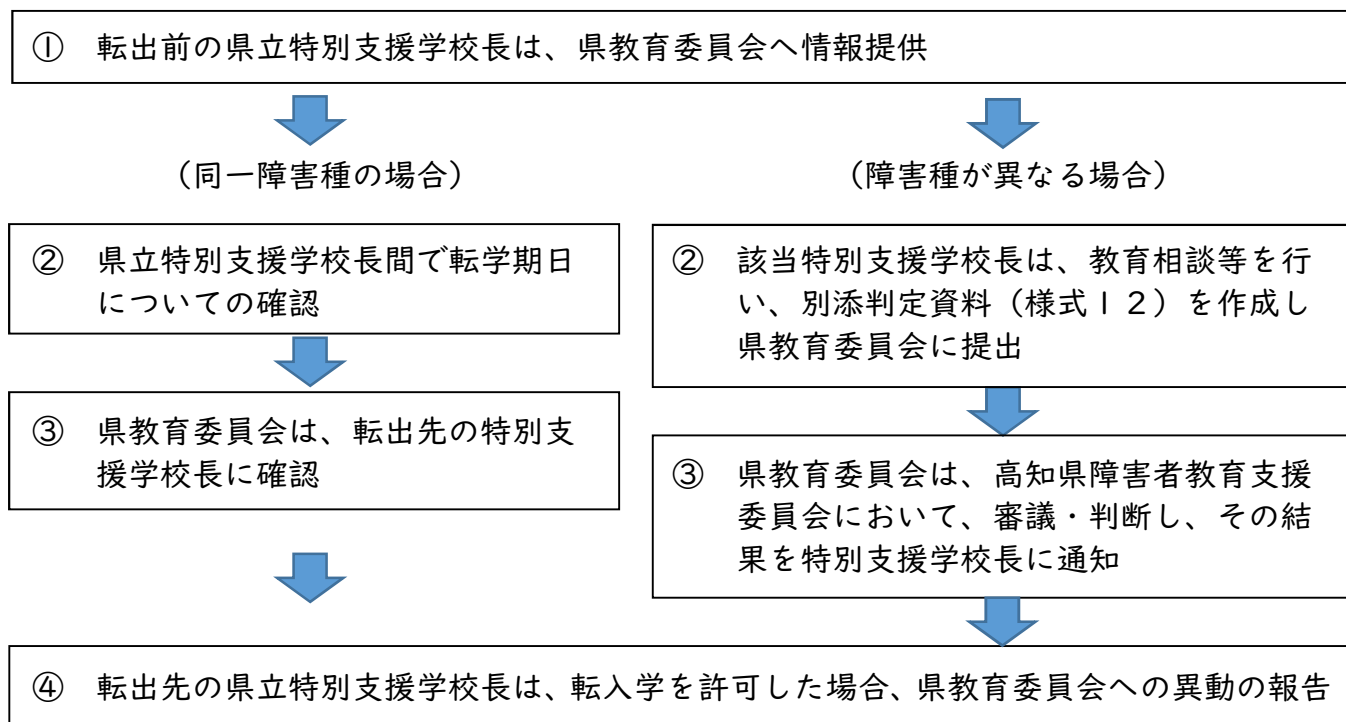 ① 転出前の県立特別支援学校長は、県教育委員会へ情報提供
（同一障害種の場合）
② 県立特別支援学校長間で転学期日
についての確認
③ 県教育委員会は、転出先の特別支
援学校長に確認
（障害種が異なる場合）
② 該当特別支援学校長は、教育相談等を行
い、別添判定資料（様式１２）を作成し
県教育委員会に提出
③ 県教育委員会は、高知県障害者教育支援
委員会において、審議・判断し、その結
果を特別支援学校長に通知
④ 転出先の県立特別支援学校長は、転入学を許可した場合、県教育委員会への異動の報告